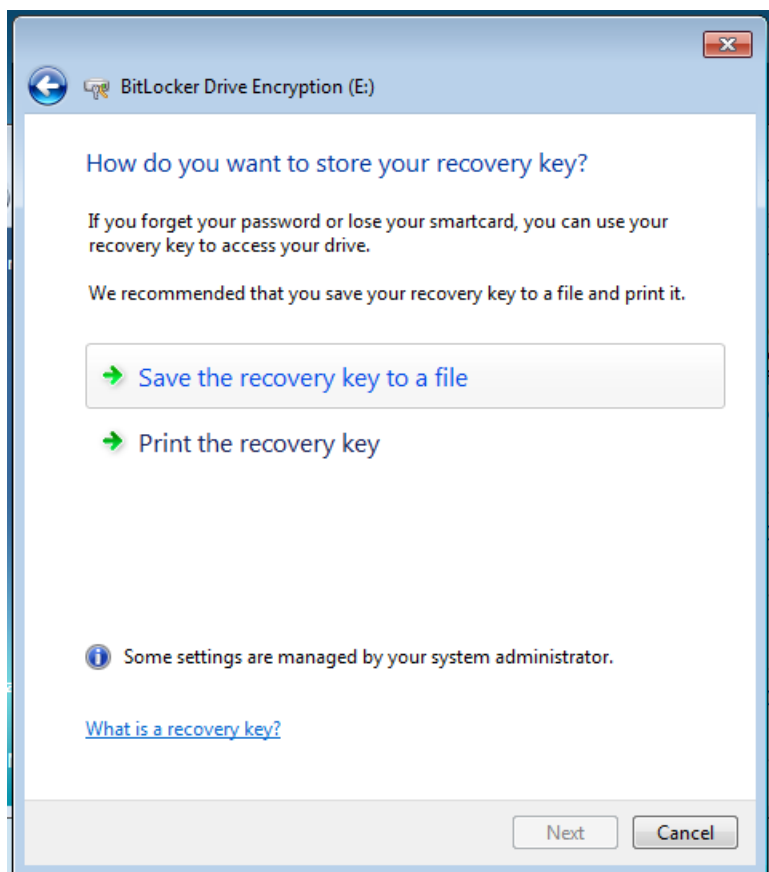 BitLocker Drive Encryption (E:)
How do you want to store your recovery key?
If you forget your password or lose your smartcard, you can use your
recovery key to access your drive.
We recommended that you save your recovery key to a file and print it.
Save the recovery key to a file
Print the recovery key
Some settings are managed by your system administrator.
What is a recovery key?
Next
Cancel